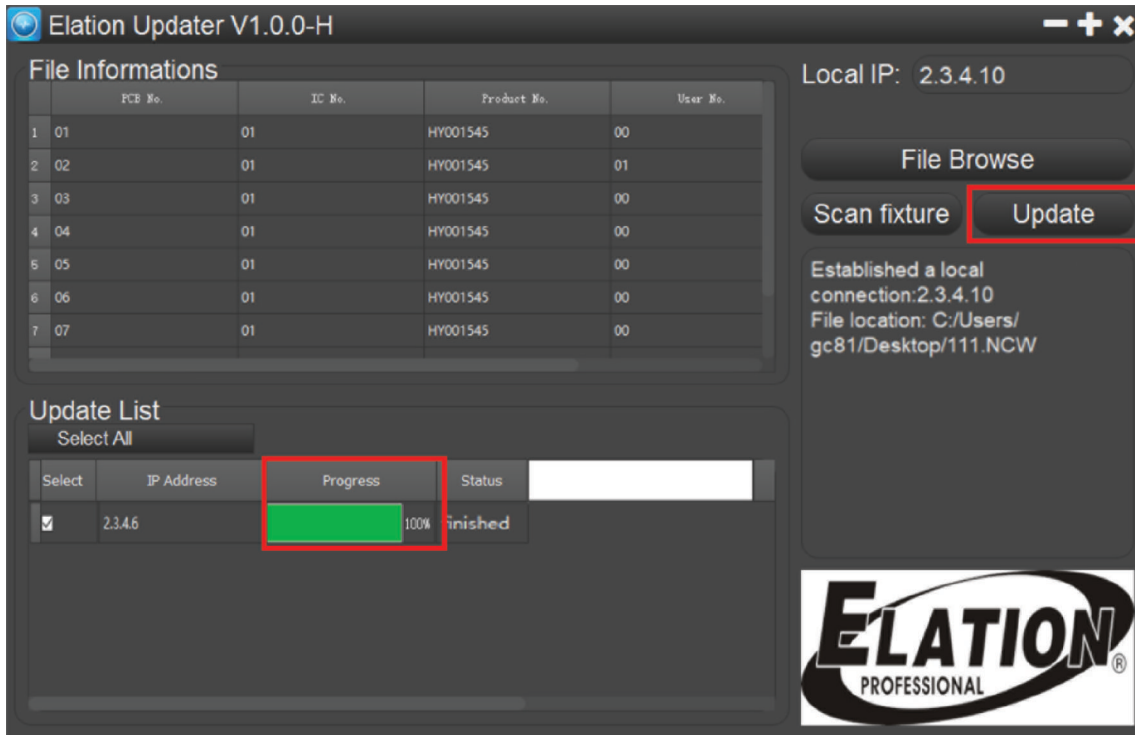 Elation Updater V1.0.0-H
File Informations
PCB No. IC No. Product No. User No.
1 01 01 HY001545 00
2 02 01 HY001545 01
3 03 01 HY001545 00
4 04 01 HY001545 00
5 05 01 HY001545 00
6 06 01 HY001545 00
7 07 01 HY001545 00
Update List
Select All
Select IP Address Progress Status
2.3.4.6 100% finished
Local IP: 2.3.4.10
File Browse
Scan fixture Update
Established a local
connection:2.3.4.10
File location: C:/Users/
gc81/Desktop/111.NCW
ELATION®
PROFESSIONAL